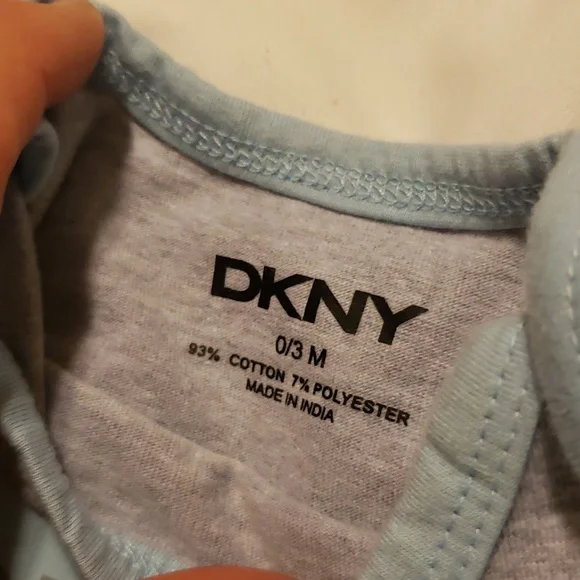 DKNY
0/3 M
93% COTTON 7% POLYESTER
MADE IN INDIA